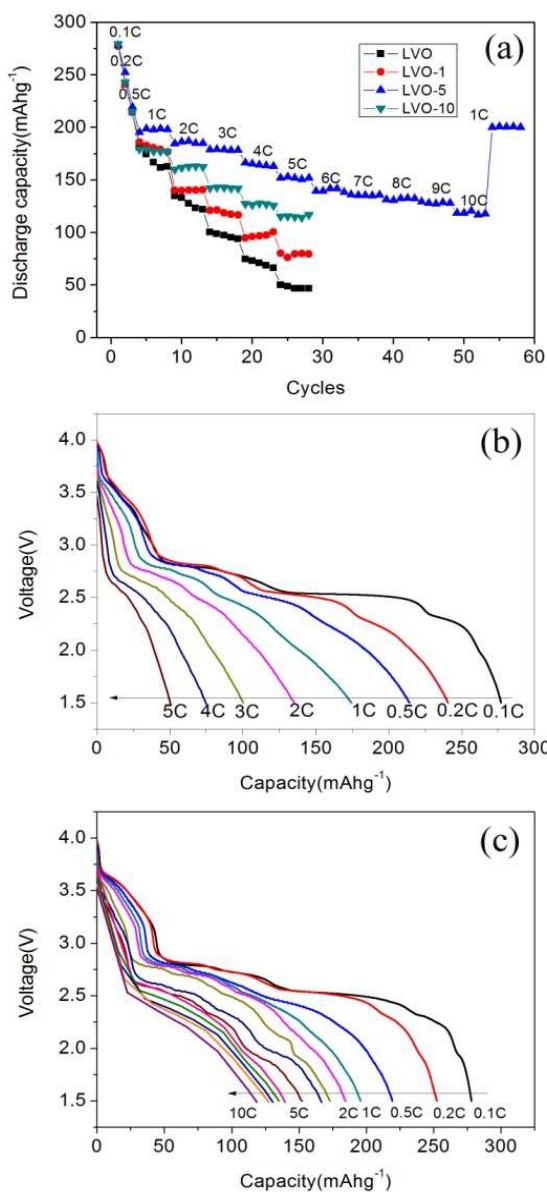 300
250
200
150
100
50
0
Discharge capacity(mAhg-1)
0.1C
0.2C
0.5C
1C
2C
3C
4C
5C
6C
7C
8C
9C
10C
1C
LVO
LVO-1
LVO-5
LVO-10
(a)
0 10 20 30 40 50 60
Cycles
(b)
4.0
3.5
3.0
2.5
2.0
1.5
Voltage(V)
5C 4C 3C 2C 1C 0.5C 0.2C 0.1C
0 50 100 150 200 250 300
Capacity(mAhg-1)
(c)
4.0
3.5
3.0
2.5
2.0
1.5
Voltage(V)
10C 5C 2C 1C 0.5C 0.2C 0.1C
0 50 100 150 200 250 300
Capacity(mAhg-1)